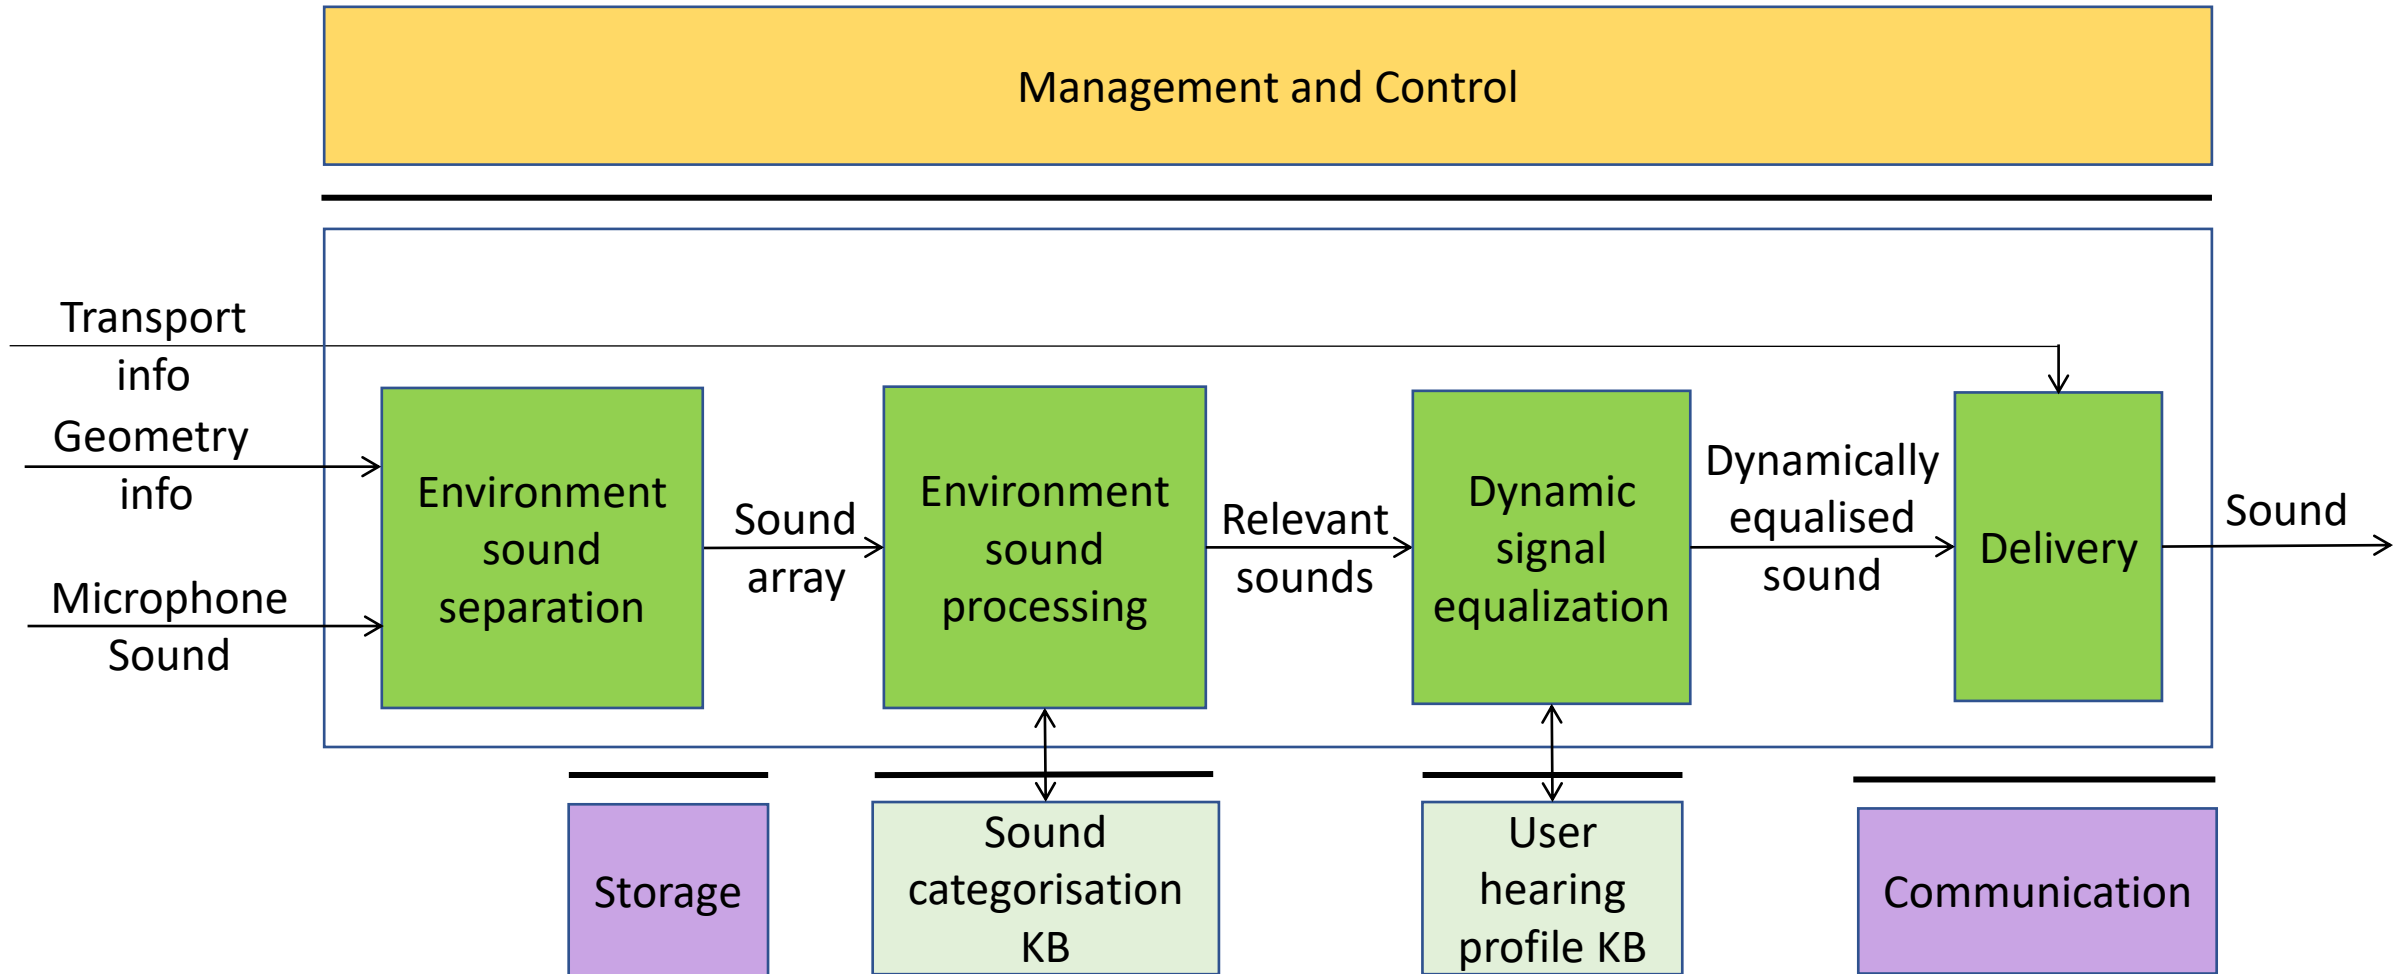 Management and Control
Transport
info
Geometry
info
Microphone
Sound
Environment
sound
separation
Sound
array
Environment
sound
processing
Relevant
sounds
Dynamic
signal
equalization
Dynamically
equalised
sound
Delivery
Sound
Storage
Sound
categorisation
KB
User
hearing
profile KB
Communication